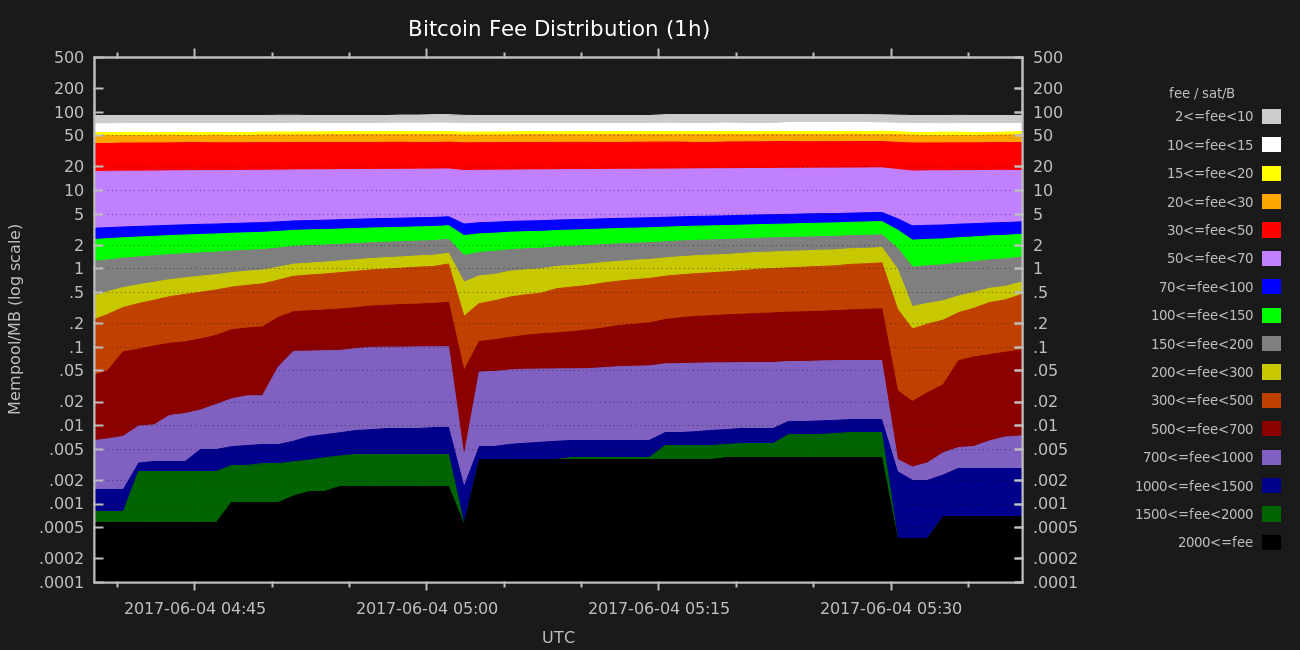 Bitcoin Fee Distribution (1h)
500
200
100
50
20
10
5
2
1
.5
.2
.1
.05
.02
.01
.005
.002
.001
.0005
.0002
.0001
Mempool/MB (log scale)
500
200
100
50
20
10
5
2
1
.5
.2
.1
.05
.02
.01
.005
.002
.001
.0005
.0002
.0001
2017-06-04 04:45 2017-06-04 05:00 2017-06-04 05:15 2017-06-04 05:30
UTC
fee / sat/B
2<=fee<10
10<=fee<15
15<=fee<20
20<=fee<30
30<=fee<50
50<=fee<70
70<=fee<100
100<=fee<150
150<=fee<200
200<=fee<300
300<=fee<500
500<=fee<700
700<=fee<1000
1000<=fee<1500
1500<=fee<2000
2000<=fee